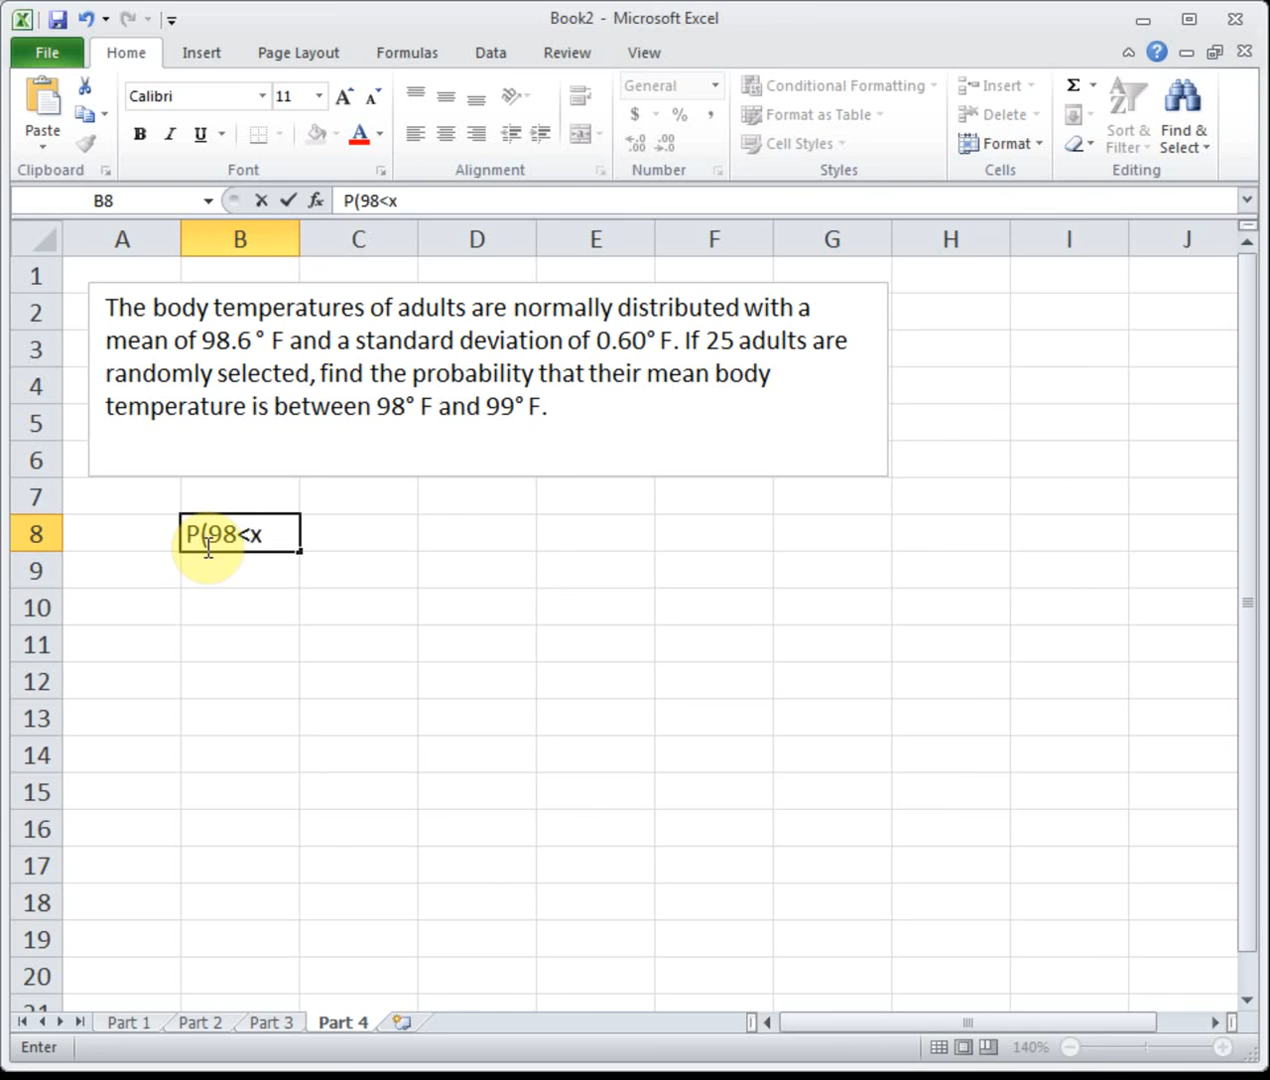 Book2 - Microsoft Excel
File Home Insert Page Layout Formulas Data Review View
Paste
Clipboard
Calibri 11
B I U A
Font
Alignment
General
$ % ,
Number
Conditional Formatting
Format as Table
Cell Styles
Styles
Insert
Delete
Format
Cells
Σ
Sort & Filter
Find & Select
Editing
B8 fx P(98<x
A B C D E F G H I J
1
2
3
4
5
6
7
8
9
10
11
12
13
14
15
16
17
18
19
20
21
The body temperatures of adults are normally distributed with a
mean of 98.6° F and a standard deviation of 0.60° F. If 25 adults are
randomly selected, find the probability that their mean body
temperature is between 98° F and 99° F.
P(98<x
Part 1 Part 2 Part 3 Part 4
Enter 140%